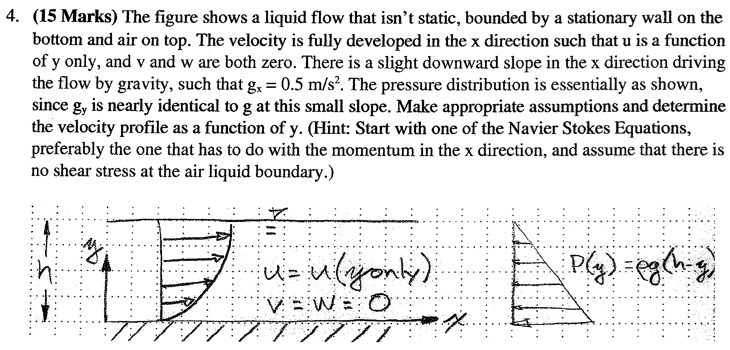 4. (15 Marks) The figure shows a liquid flow that isn't static, bounded by a stationary wall on the
bottom and air on top. The velocity is fully developed in the x direction such that u is a function
of y only, and v and w are both zero. There is a slight downward slope in the x direction driving
the flow by gravity, such that gₓ = 0.5 m/s². The pressure distribution is essentially as shown,
since gᵧ is nearly identical to g at this small slope. Make appropriate assumptions and determine
the velocity profile as a function of y. (Hint: Start with one of the Navier Stokes Equations,
preferably the one that has to do with the momentum in the x direction, and assume that there is
no shear stress at the air liquid boundary.)
y
h
u = u(y only)
v = w = 0
x
P(y) = ρg(h-y)